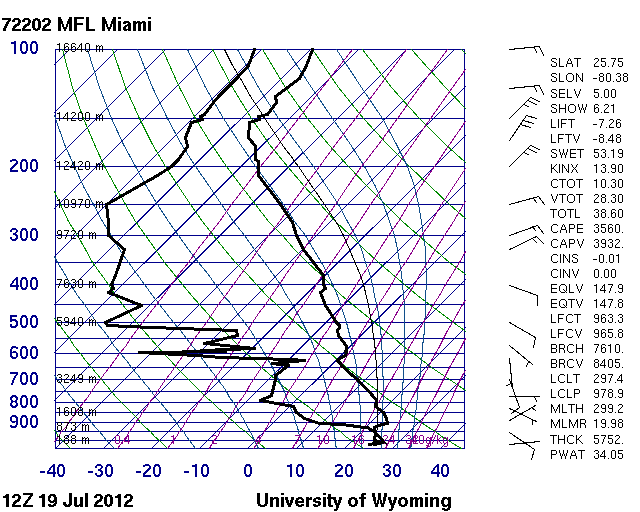 72202 MFL Miami
100 16640 m
14200 m
200 12420 m
10970 m
300 9720 m
400 7630 m
500 5940 m
600
700 3249 m
800
1608 m
900 873 m
138 m 0.4 1 2 4 7 10 16 24 32 40g/kg
-40 -30 -20 -10 0 10 20 30 40
12Z 19 Jul 2012 University of Wyoming
SLAT 25.75
SLON -80.38
SELV 5.00
SHOW 6.21
LIFT -7.26
LFTV -8.48
SWET 53.19
KINX 13.90
CTOT 10.30
VTOT 28.30
TOTL 38.60
CAPE 3560.
CAPV 3932.
CINS -0.01
CINV 0.00
EQLV 147.9
EQTV 147.8
LFCT 963.3
LFCV 965.8
BRCH 7610.
BRCV 8405.
LCLT 297.4
LCLP 978.9
MLTH 299.2
MLMR 19.98
THCK 5752.
PWAT 34.05